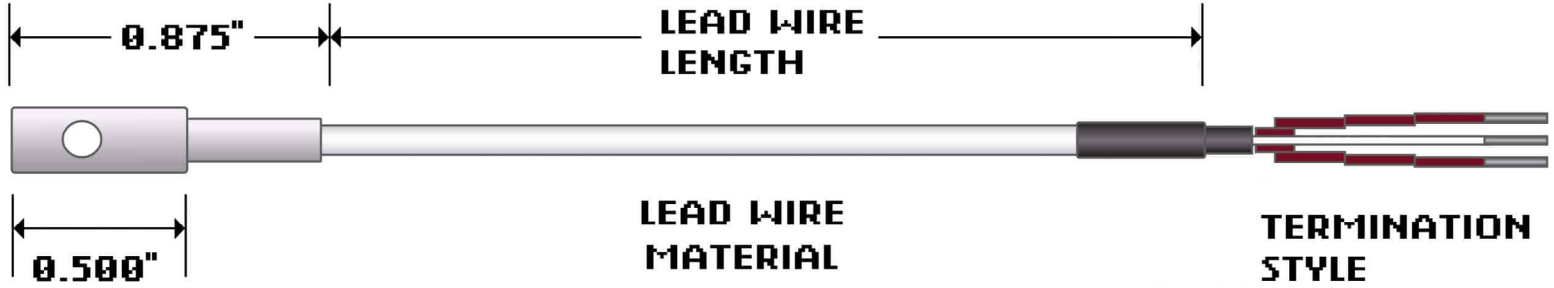 0.875"
LEAD WIRE
LENGTH
LEAD WIRE
MATERIAL
TERMINATION
STYLE
0.500"